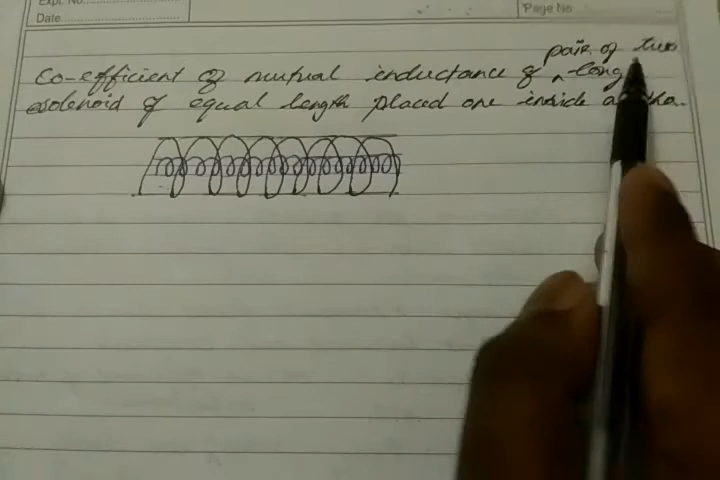 Expt. No.
Date
Page No
pair of two
Co-efficient of mutual inductance of ^ long
solenoid of equal length placed one inside